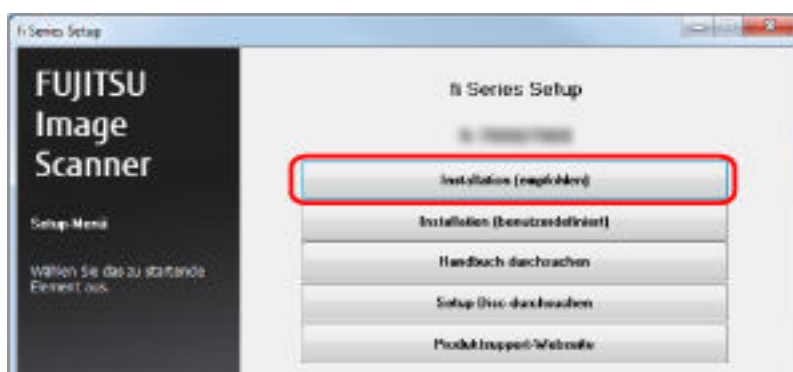 fi Series Setup
FUJITSU
Image
Scanner
Setup-Menü
Wählen Sie das zu startende
Element aus.
fi Series Setup
Installation (empfohlen)
Installation (benutzerdefiniert)
Handbuch durchsuchen
Setup Disc durchsuchen
Produktsupport-Webseite